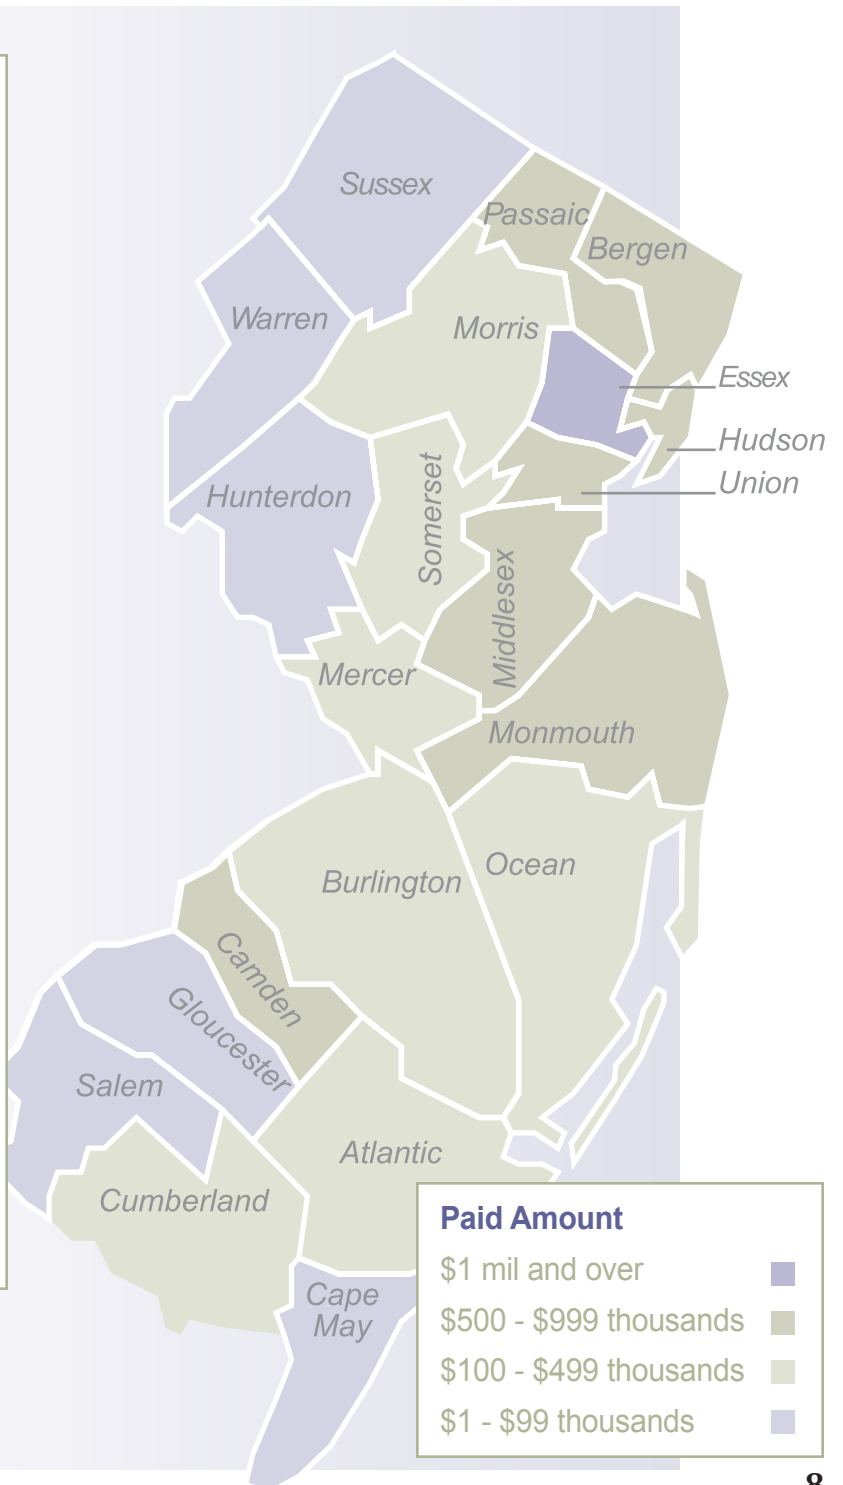 Sussex
Passaic
Bergen
Warren
Morris
Essex
Hudson
Union
Hunterdon
Somerset
Middlesex
Mercer
Monmouth
Ocean
Burlington
Camden
Gloucester
Salem
Atlantic
Cumberland
Cape
May
Paid Amount
$1 mil and over
$500 - $999 thousands
$100 - $499 thousands
$1 - $99 thousands
8